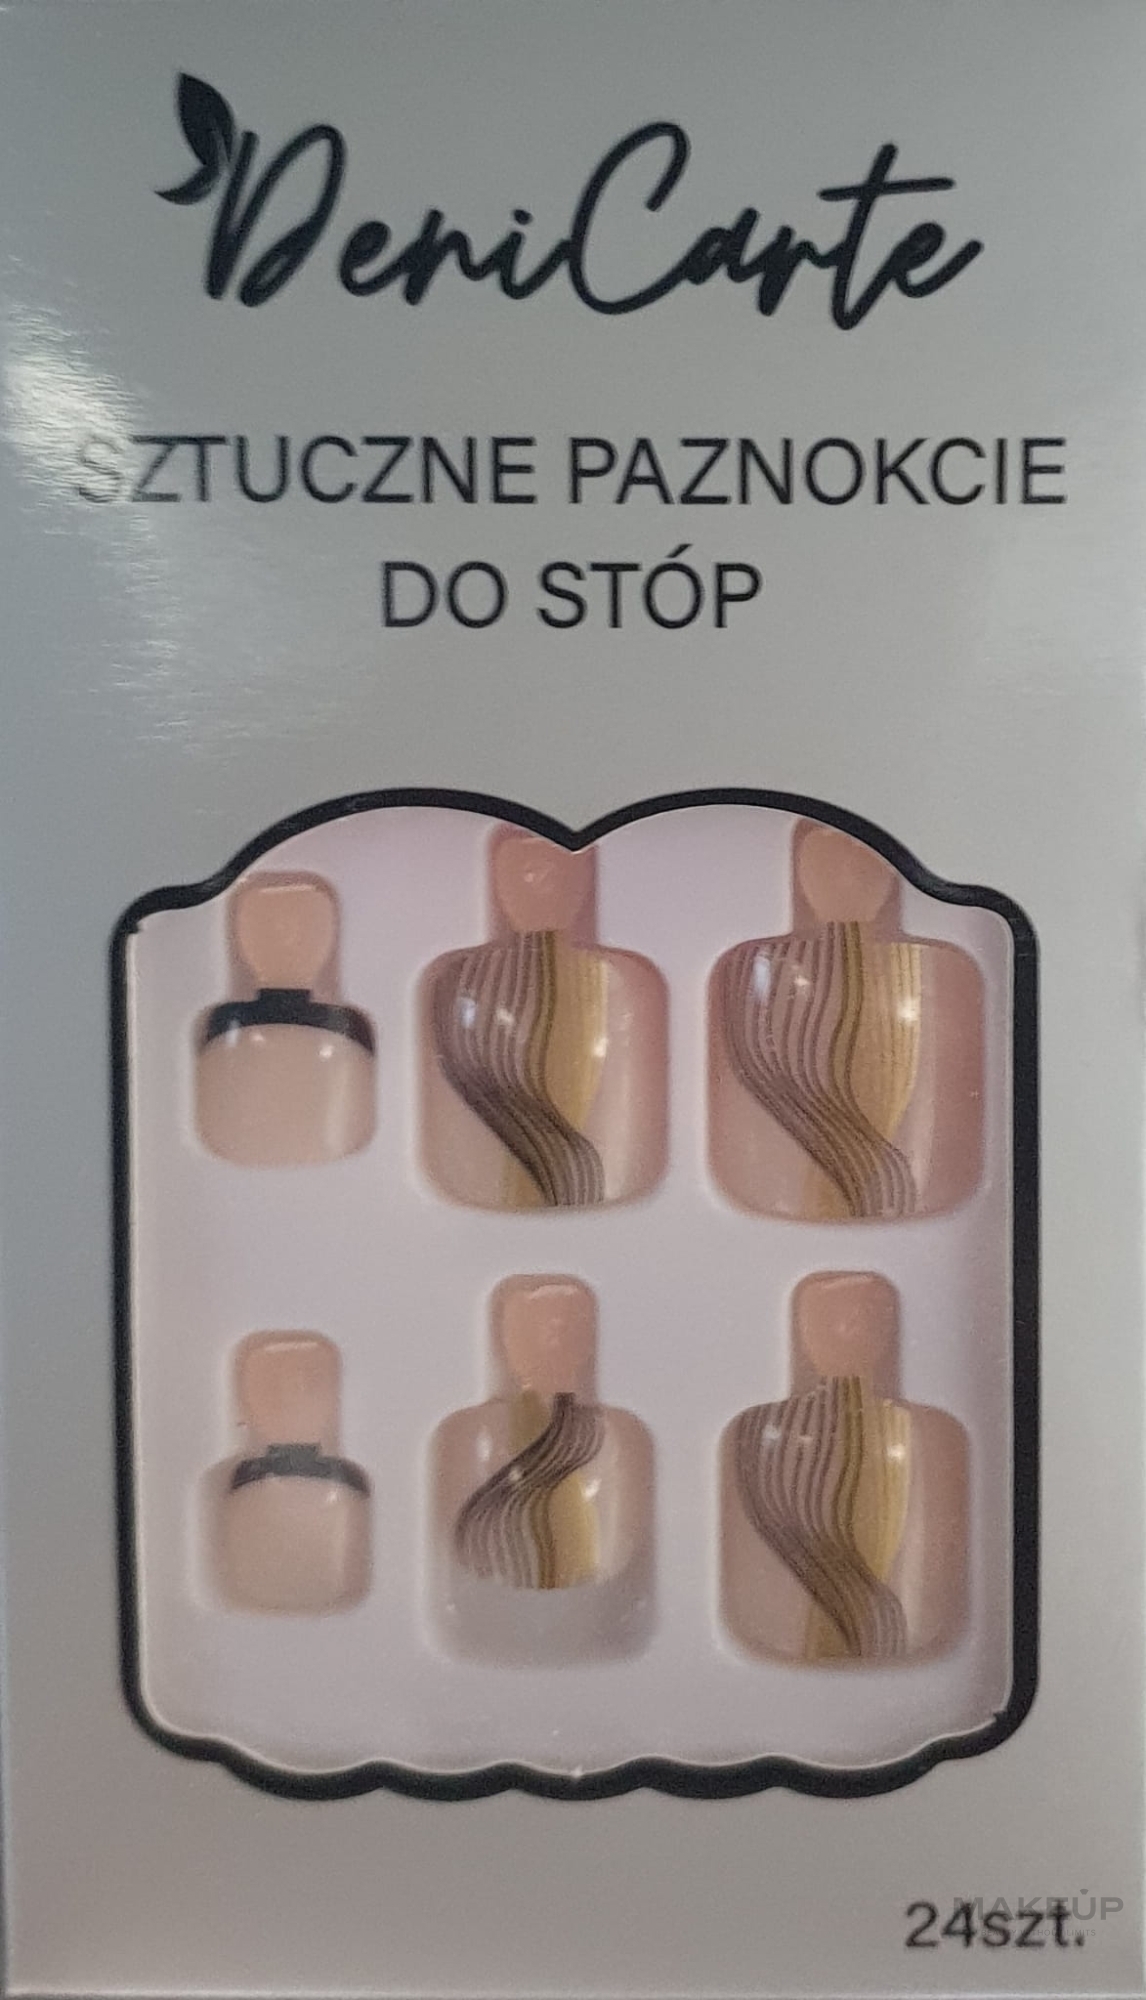 DeniCarte
SZTUCZNE PAZNOKCIE
DO STÓP
MAKEUP
24szt.